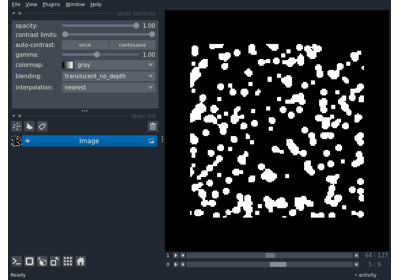 File View Plugins Window Help
layer controls
opacity: 1.00
contrast limits:
auto-contrast: once continuous
gamma: 1.00
colormap: gray
blending: translucent_no_depth
interpolation: nearest
layer list
Image
1 64 | 127
0 5 | 9
Ready activity